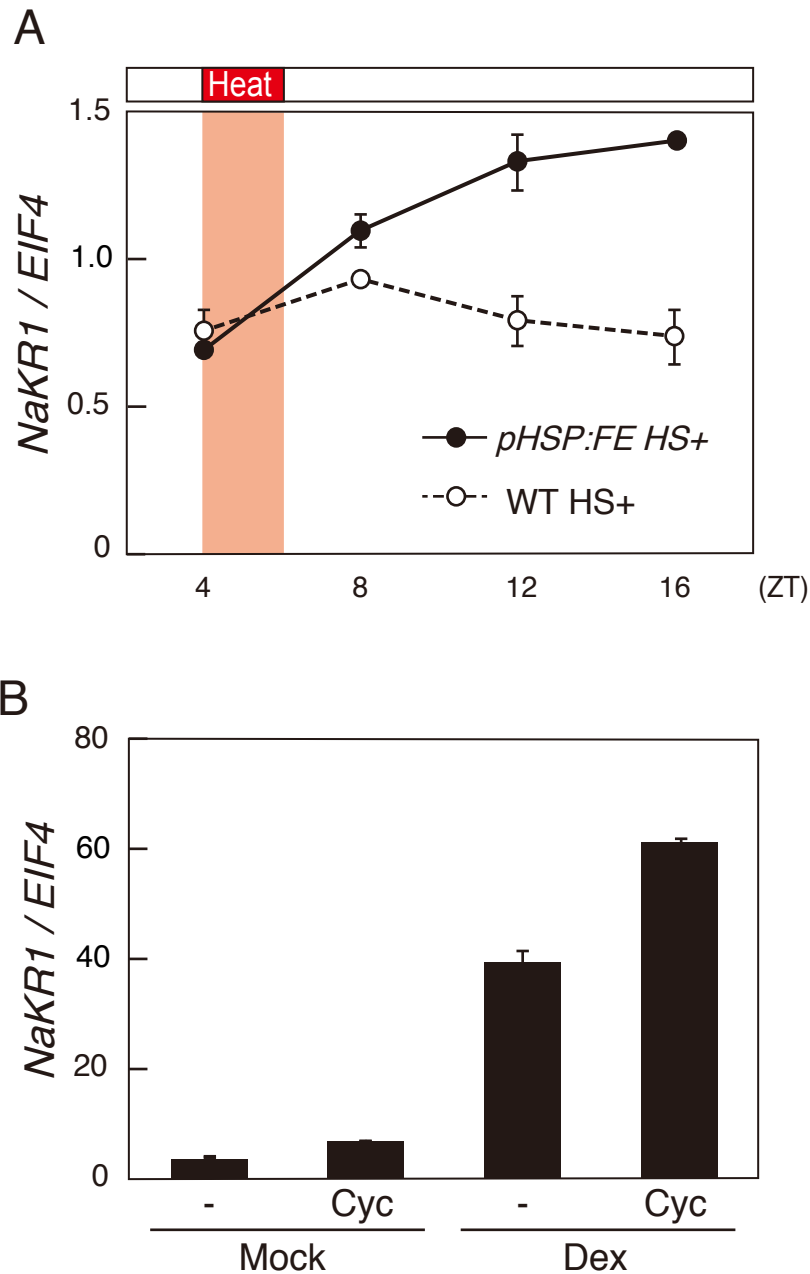 A
Heat
1.5
1.0
0.5
0
NaKR1 / EIF4
pHSP:FE HS+
WT HS+
4 8 12 16 (ZT)
B
80
60
40
20
0
NaKR1 / EIF4
- Cyc - Cyc
Mock Dex